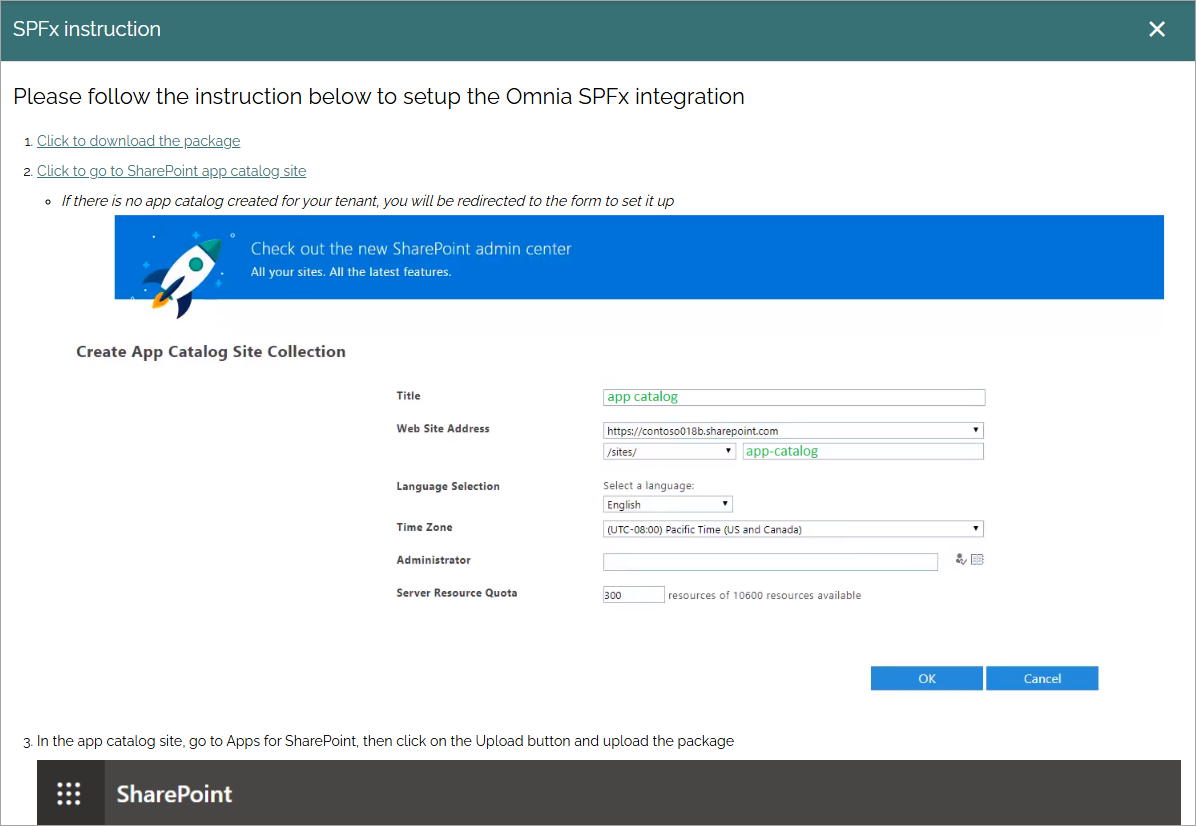 SPFx instruction
Please follow the instruction below to setup the Omnia SPFx integration
1. Click to download the package
2. Click to go to SharePoint app catalog site
If there is no app catalog created for your tenant, you will be redirected to the form to set it up
Check out the new SharePoint admin center
All your sites. All the latest features.
Create App Catalog Site Collection
Title app catalog
Web Site Address https://contoso018b.sharepoint.com
/sites/ app-catalog
Language Selection Select a language:
English
Time Zone (UTC-08:00) Pacific Time (US and Canada)
Administrator
Server Resource Quota 300 resources of 10600 resources available
OK Cancel
3. In the app catalog site, go to Apps for SharePoint, then click on the Upload button and upload the package
SharePoint